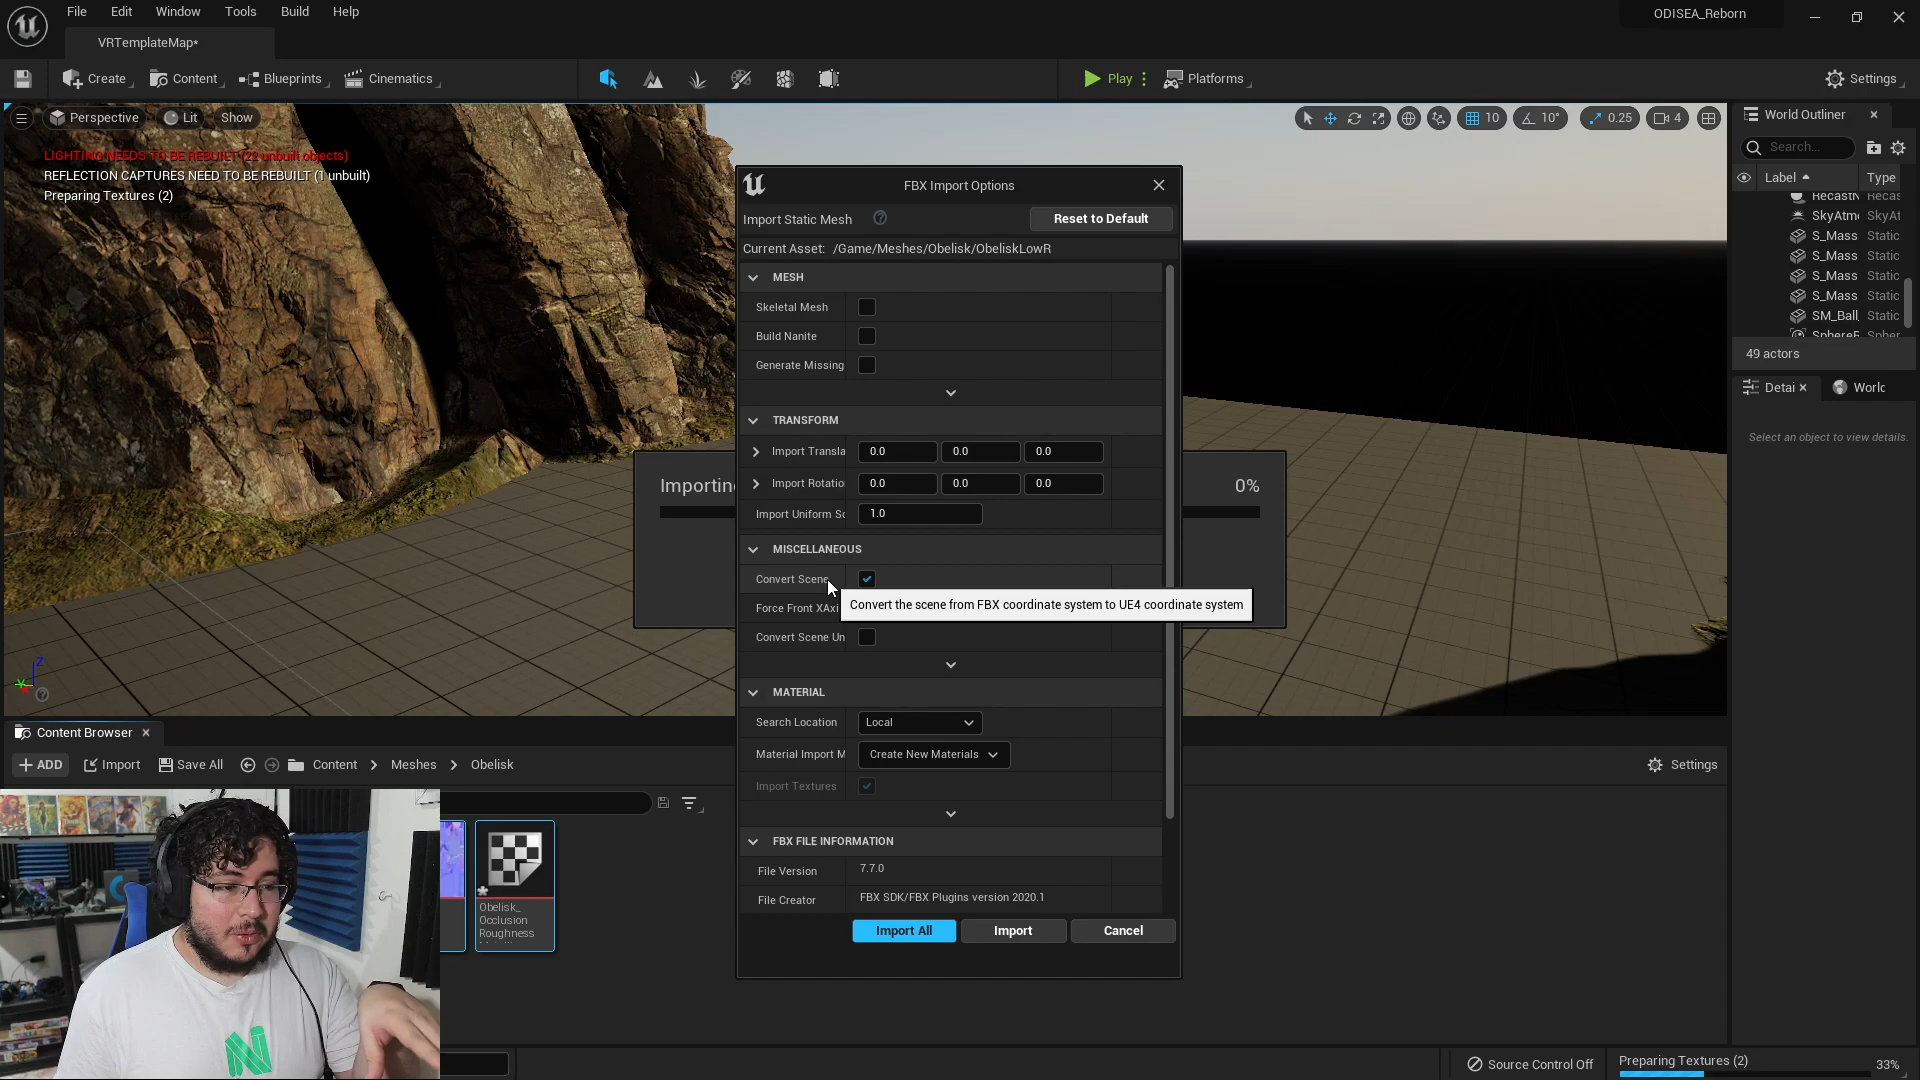 File Edit Window Tools Build Help
ODISEA_Reborn
VRTemplateMap*
Create Content Blueprints Cinematics Play Platforms Settings
Perspective Lit Show
10 10° 0.25 4
LIGHTING NEEDS TO BE REBUILT (22 unbuilt objects)
REFLECTION CAPTURES NEED TO BE REBUILT (1 unbuilt)
Preparing Textures (2)
World Outliner
Search...
Label Type
RecastN Recas
SkyAtm SkyAt
S_Mass Static
S_Mass Static
S_Mass Static
S_Mass Static
SM_Ball Static
SphereR Spher
49 actors
Detai Worlc
Select an object to view details.
FBX Import Options
Import Static Mesh
Reset to Default
Current Asset: /Game/Meshes/Obelisk/ObeliskLowR
MESH
Skeletal Mesh
Build Nanite
Generate Missing
TRANSFORM
Import Transla 0.0 0.0 0.0
Import Rotatio 0.0 0.0 0.0
Import Uniform Sc 1.0
MISCELLANEOUS
Convert Scene
Convert the scene from FBX coordinate system to UE4 coordinate system
Force Front XAxi
Convert Scene Un
MATERIAL
Search Location Local
Material Import M Create New Materials
Import Textures
FBX FILE INFORMATION
File Version 7.7.0
File Creator FBX SDK/FBX Plugins version 2020.1
Import All Import Cancel
Importin 0%
Content Browser
ADD Import Save All Content Meshes Obelisk
Settings
Obelisk_
Occlusion
Roughness
N
Source Control Off
Preparing Textures (2)
33%